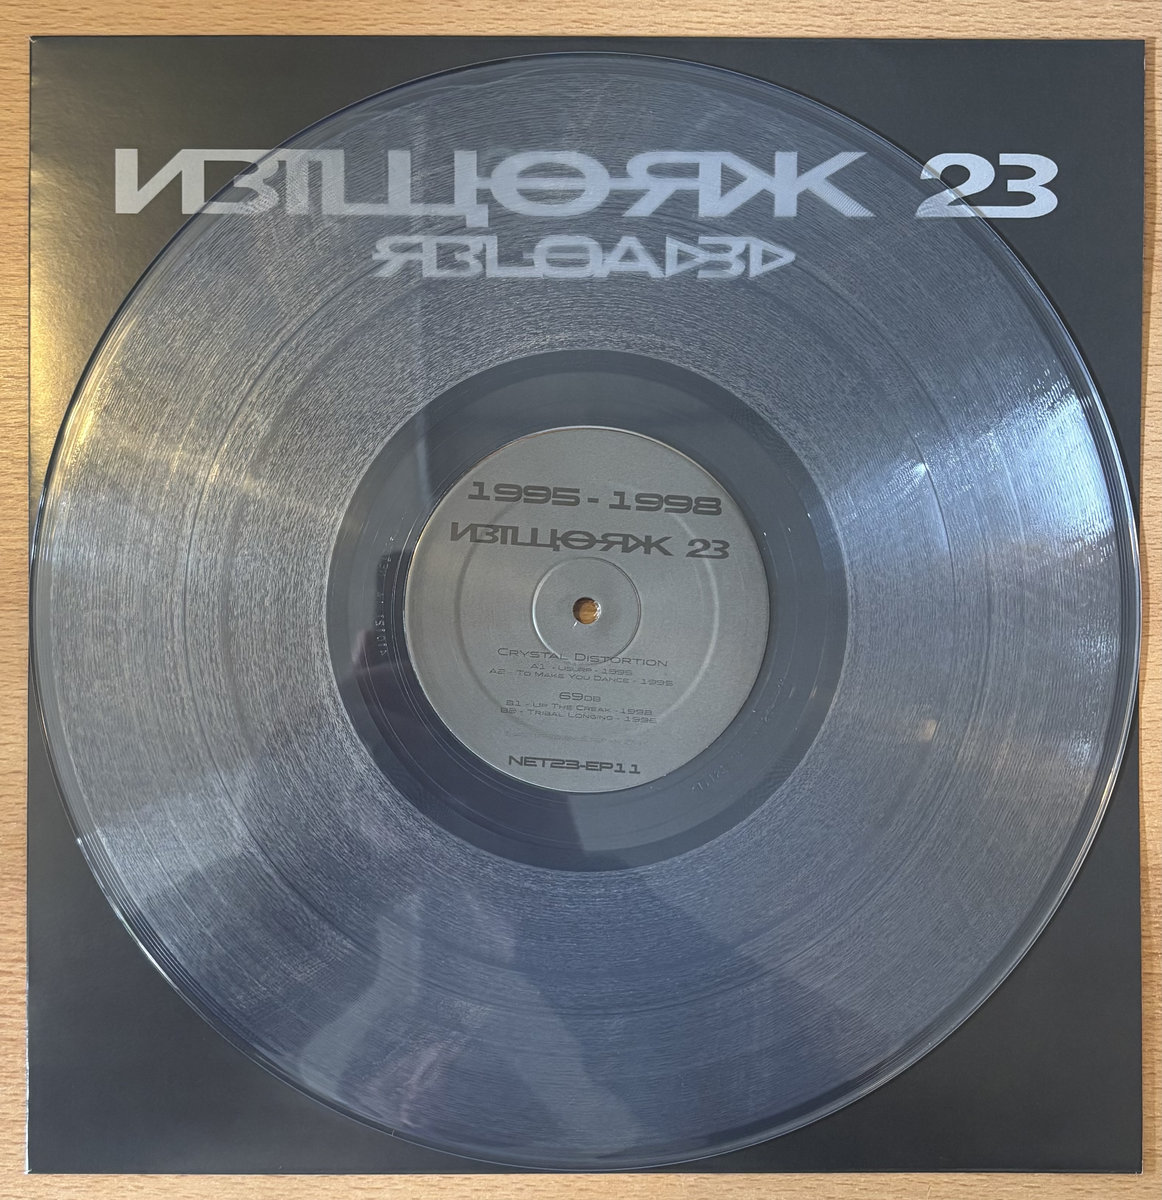 NETWORK 23
RELOADED
1995 - 1998
NETWORK 23
Crystal Distortion
A1 - Usurp - 1995
A2 - To Make You Dance - 1995
69db
B1 - Up The Creak - 1998
B2 - Tribal Longing - 1996
NET23-EP11